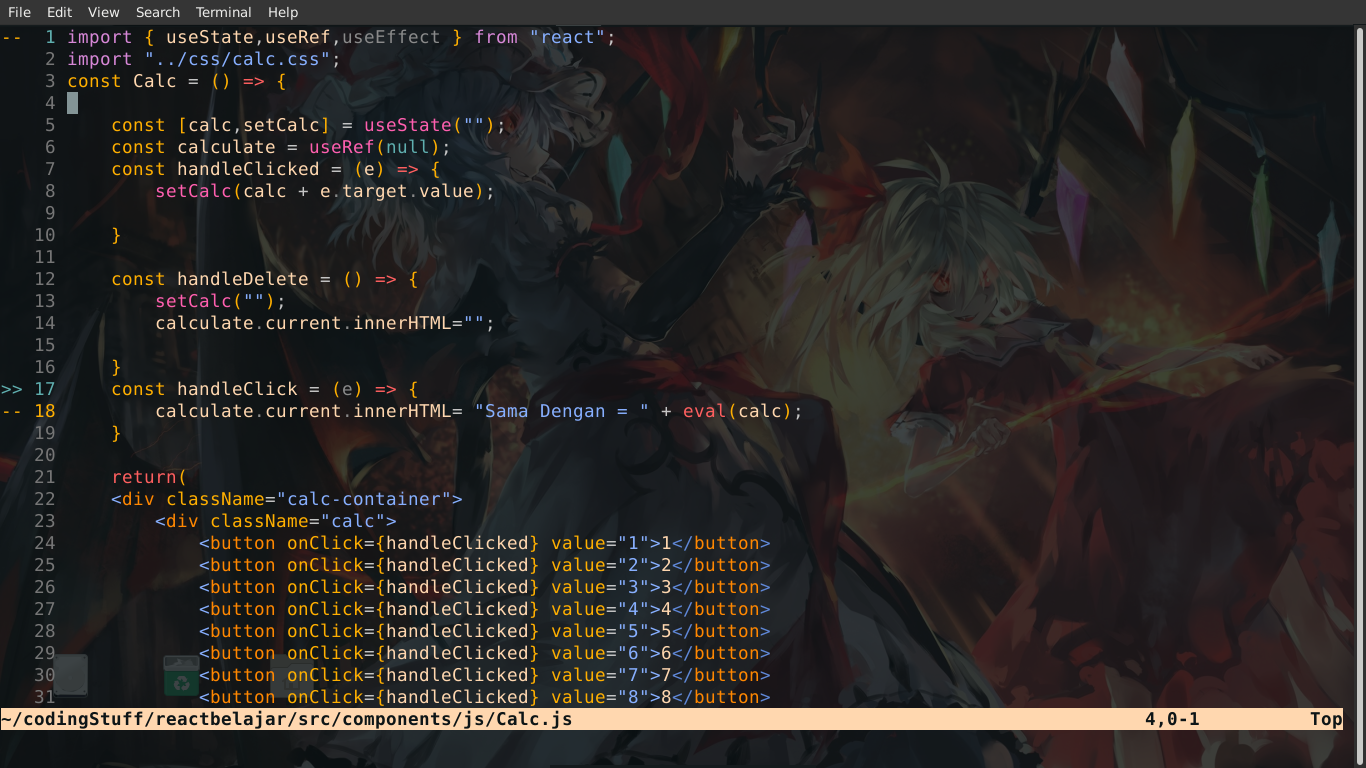 File Edit View Search Terminal Help
-- 1 import { useState,useRef,useEffect } from "react";
2 import "../css/calc.css";
3 const Calc = () => {
4
5     const [calc,setCalc] = useState("");
6     const calculate = useRef(null);
7     const handleClicked = (e) => {
8         setCalc(calc + e.target.value);
9
10     }
11
12     const handleDelete = () => {
13         setCalc("");
14         calculate.current.innerHTML="";
15
16     }
>> 17     const handleClick = (e) => {
-- 18         calculate.current.innerHTML= "Sama Dengan = " + eval(calc);
19     }
20
21     return(
22     <div className="calc-container">
23         <div className="calc">
24             <button onClick={handleClicked} value="1">1</button>
25             <button onClick={handleClicked} value="2">2</button>
26             <button onClick={handleClicked} value="3">3</button>
27             <button onClick={handleClicked} value="4">4</button>
28             <button onClick={handleClicked} value="5">5</button>
29             <button onClick={handleClicked} value="6">6</button>
30             <button onClick={handleClicked} value="7">7</button>
31             <button onClick={handleClicked} value="8">8</button>
~/codingStuff/reactbelajar/src/components/js/Calc.js 4,0-1 Top